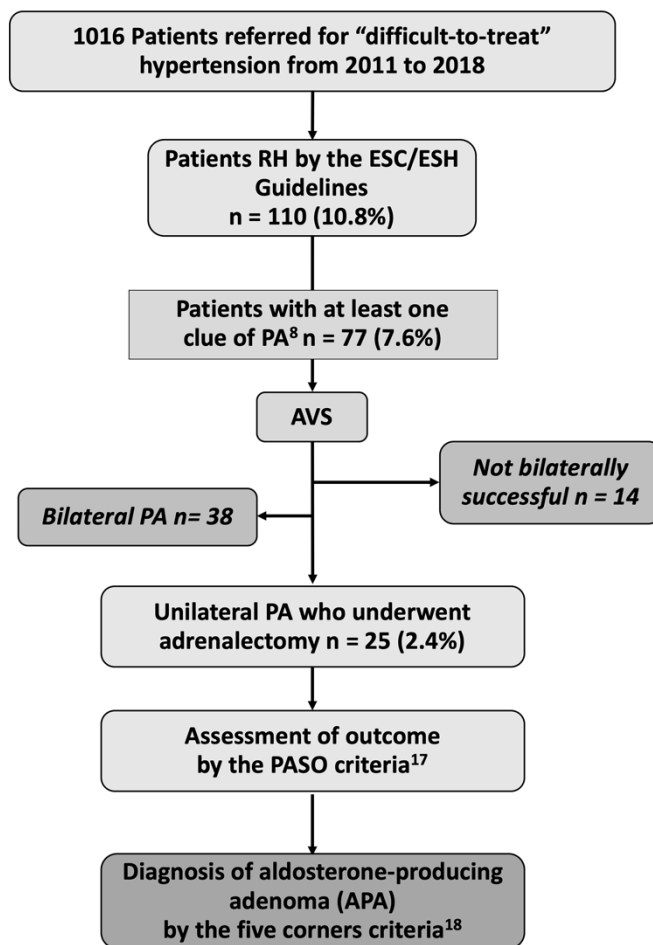 1016 Patients referred for “difficult-to-treat”
hypertension from 2011 to 2018
Patients RH by the ESC/ESH
Guidelines
n = 110 (10.8%)
Patients with at least one
clue of PA⁸ n = 77 (7.6%)
AVS
Not bilaterally
successful n = 14
Bilateral PA n= 38
Unilateral PA who underwent
adrenalectomy n = 25 (2.4%)
Assessment of outcome
by the PASO criteria¹⁷
Diagnosis of aldosterone-producing
adenoma (APA)
by the five corners criteria¹⁸